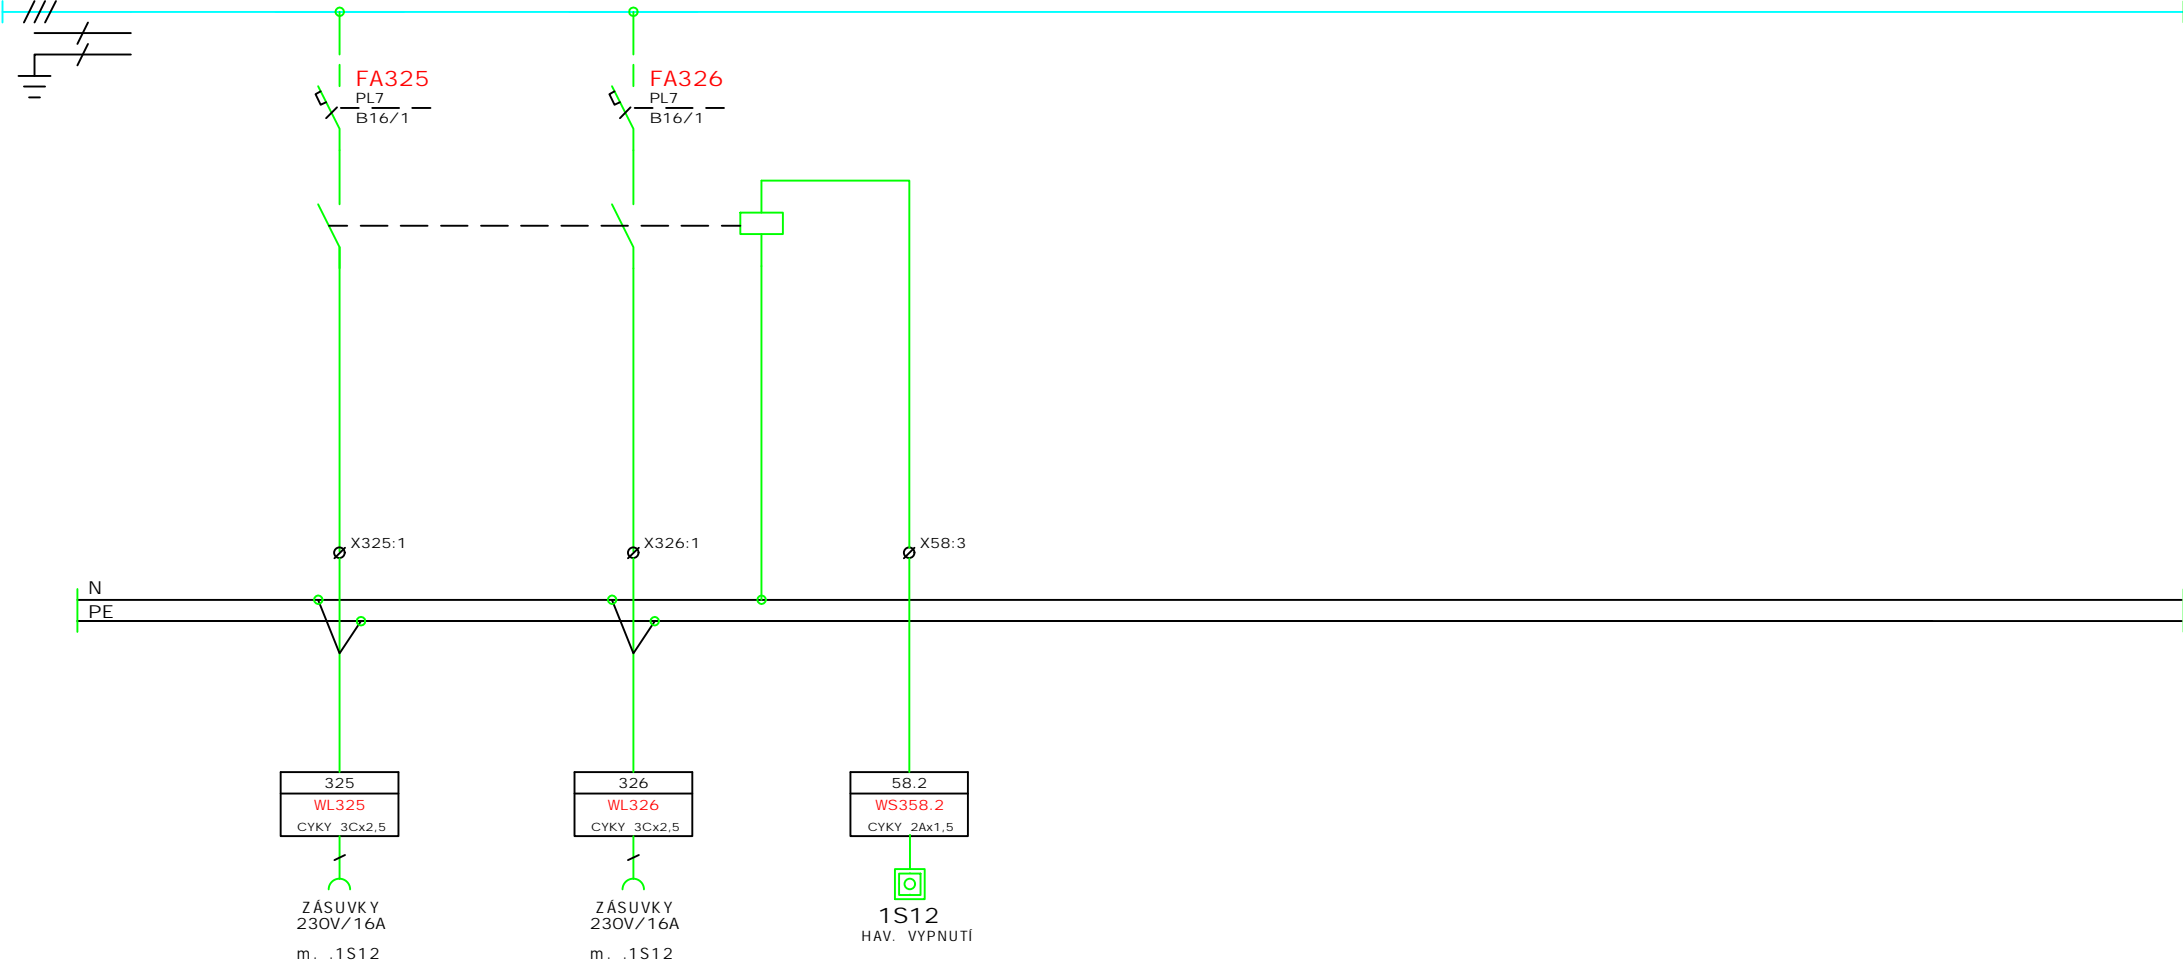 FA325
PL7
B16/1
FA326
PL7
B16/1
X325:1
X326:1
X58:3
N
PE
325
WL325
CYKY 3Cx2,5
326
WL326
CYKY 3Cx2,5
58.2
WS358.2
CYKY 2Ax1,5
ZÁSUVKY
230V/16A
m. .1S12
ZÁSUVKY
230V/16A
m. .1S12
1S12
HAV. VYPNUTÍ